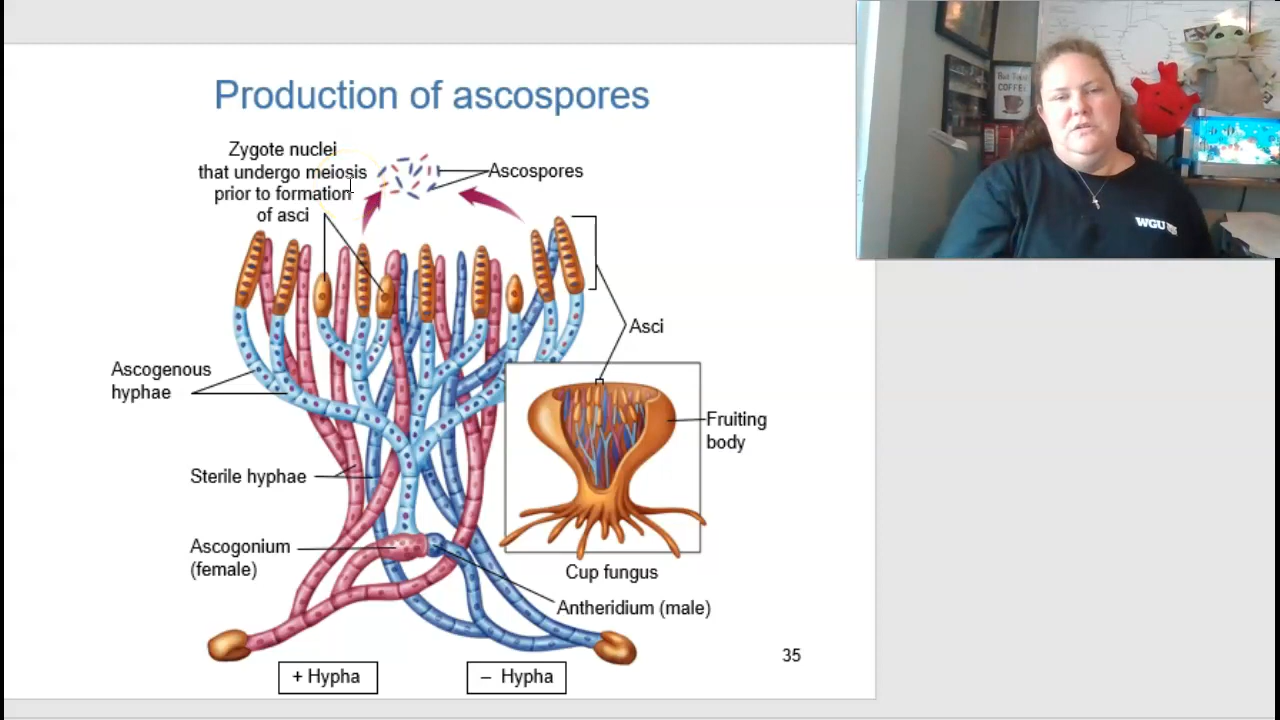 Production of ascospores
Zygote nuclei
that undergo meiosis
prior to formation
of asci
Ascospores
Asci
Ascogenous
hyphae
Fruiting
body
Sterile hyphae
Ascogonium
(female)
Cup fungus
Antheridium (male)
35
+ Hypha
– Hypha
COFFEE
WGU